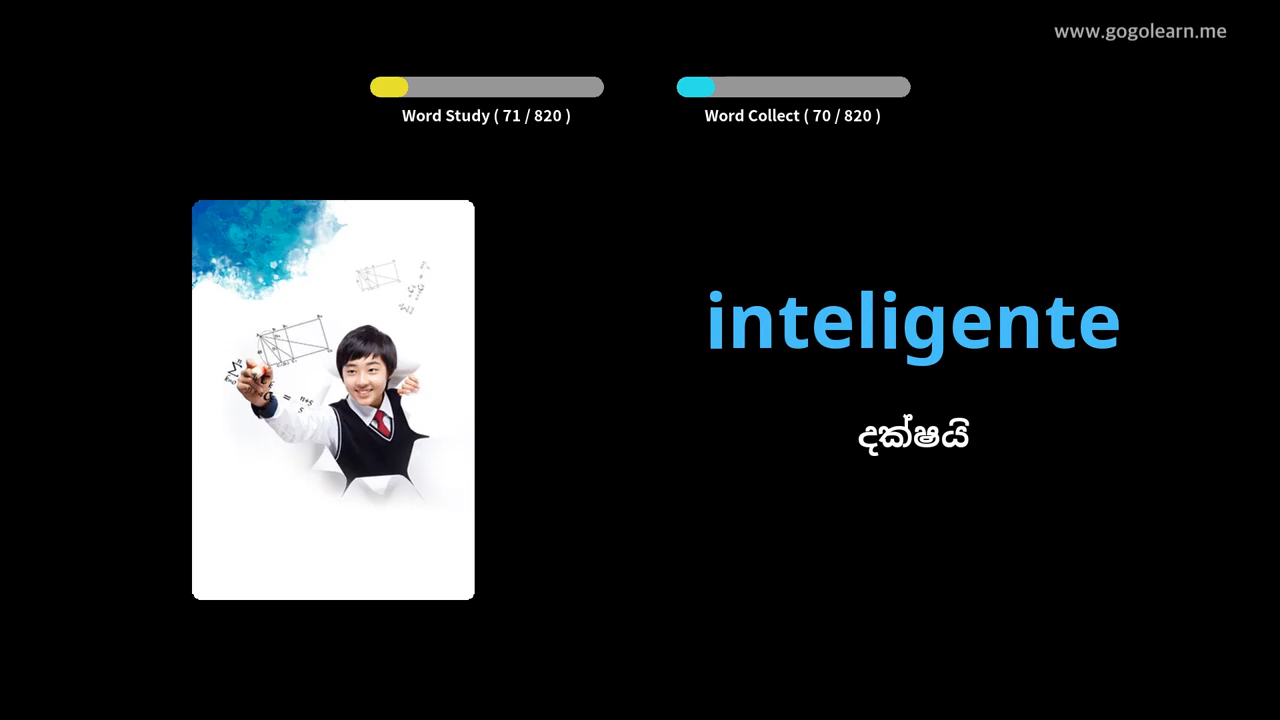 www.gogolearn.me
Word Study ( 71 / 820 )
Word Collect ( 70 / 820 )
inteligente
දක්ෂයි